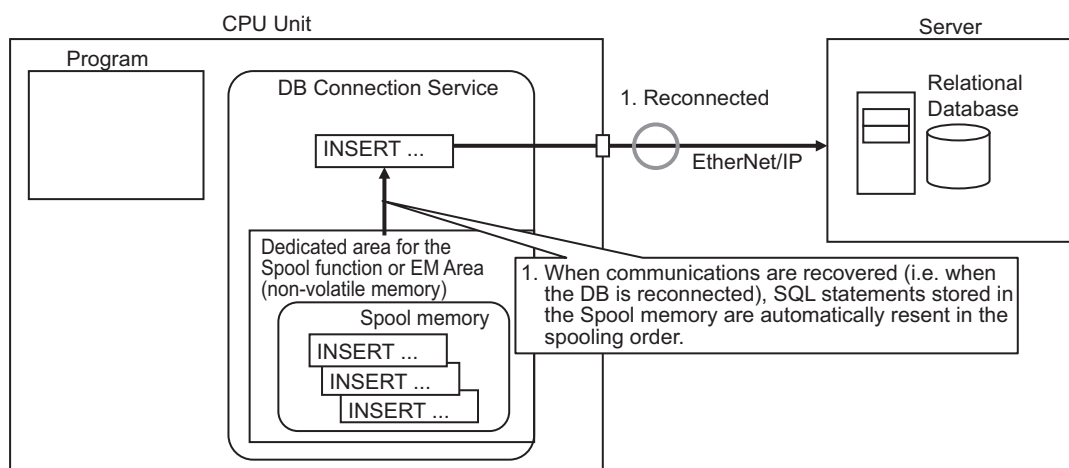 CPU Unit
Server
Program
DB Connection Service
1. Reconnected
Relational
Database
INSERT ...
EtherNet/IP
Dedicated area for the
Spool function or EM Area
(non-volatile memory)
1. When communications are recovered (i.e. when
the DB is reconnected), SQL statements stored in
the Spool memory are automatically resent in the
spooling order.
Spool memory
INSERT ...
INSERT ...
INSERT ...